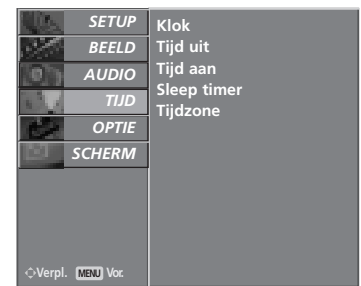 SETUP
BEELD
AUDIO
TIJD
OPTIE
SCHERM
Klok
Tijd uit
Tijd aan
Sleep timer
Tijdzone
Verpl. MENU Vor.